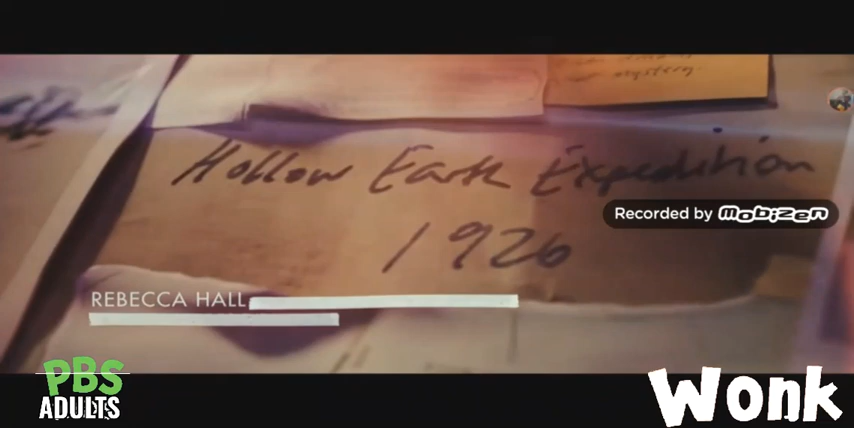 mystery.
Hollow Earth Expedition
1926
Recorded by mobizen
REBECCA HALL
PBS
ADULTS
Wonk